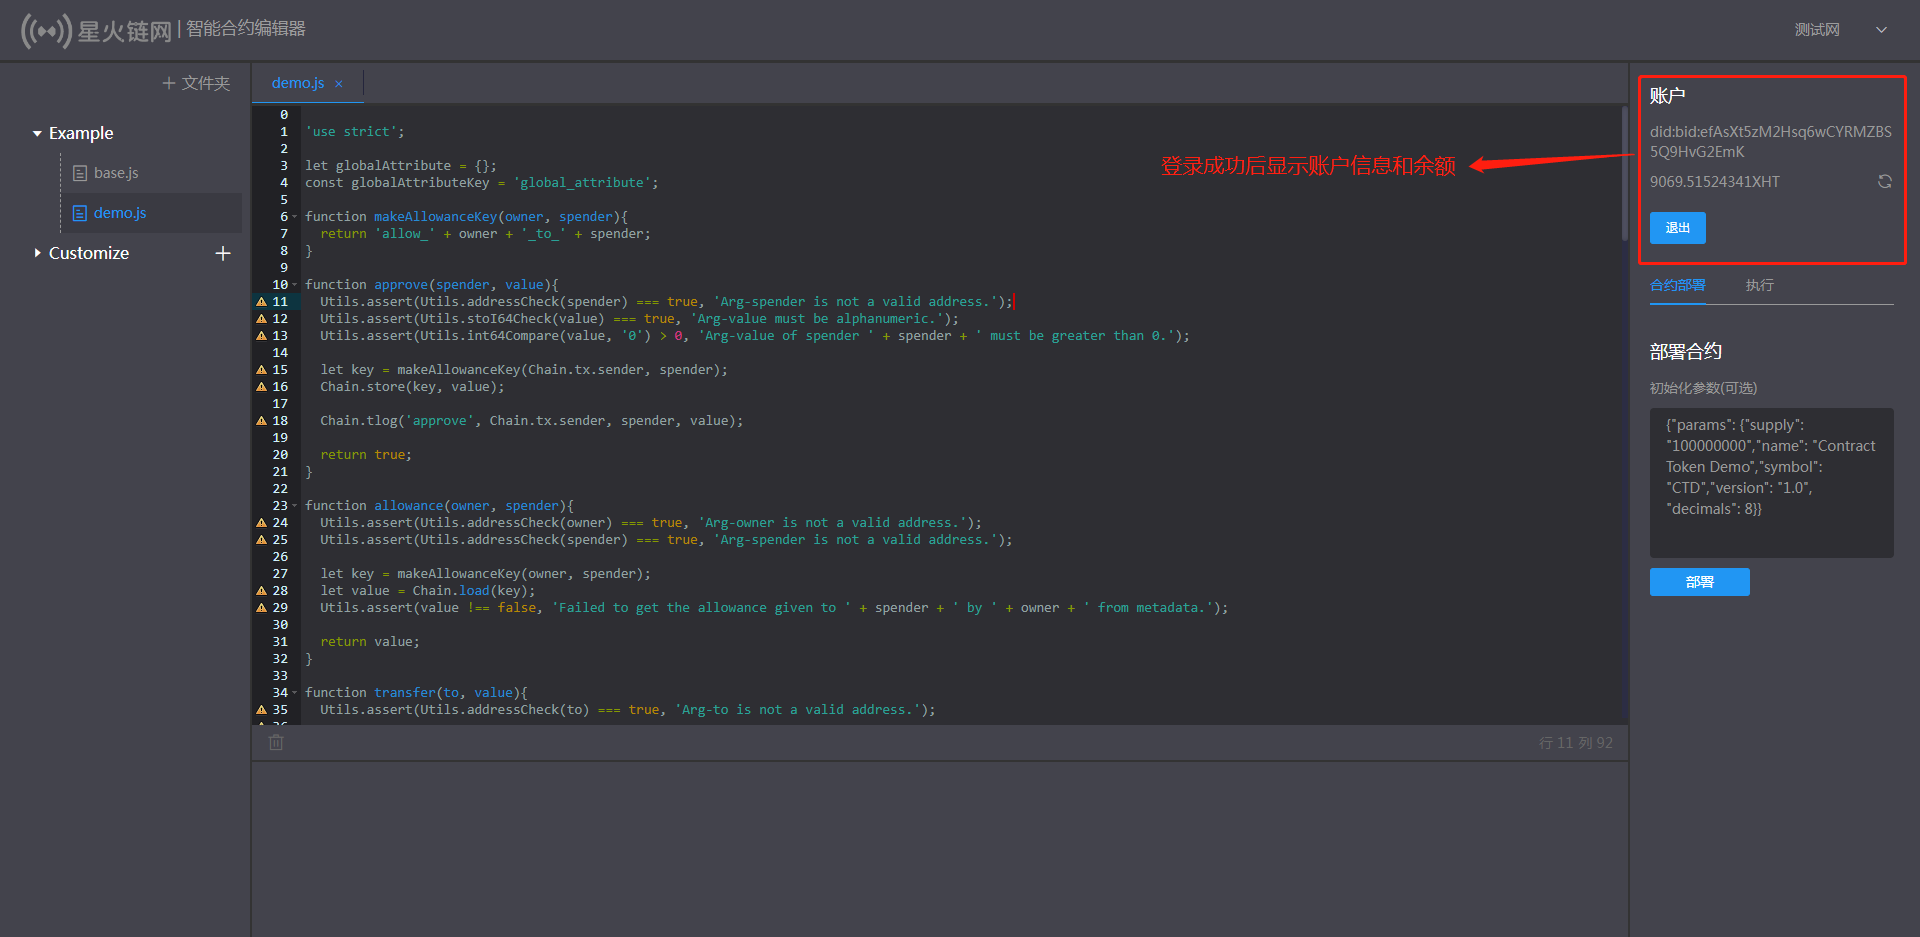 星火链网 | 智能合约编辑器
测试网
+ 文件夹
Example
base.js
demo.js
Customize +
demo.js ×
0
1 'use strict';
2
3 let globalAttribute = {};
4 const globalAttributeKey = 'global_attribute';
5
6 function makeAllowanceKey(owner, spender){
7 return 'allow_' + owner + '_to_' + spender;
8 }
9
10 function approve(spender, value){
11 Utils.assert(Utils.addressCheck(spender) === true, 'Arg-spender is not a valid address.');
12 Utils.assert(Utils.stoI64Check(value) === true, 'Arg-value must be alphanumeric.');
13 Utils.assert(Utils.int64Compare(value, '0') > 0, 'Arg-value of spender ' + spender + ' must be greater than 0.');
14
15 let key = makeAllowanceKey(Chain.tx.sender, spender);
16 Chain.store(key, value);
17
18 Chain.tlog('approve', Chain.tx.sender, spender, value);
19
20 return true;
21 }
22
23 function allowance(owner, spender){
24 Utils.assert(Utils.addressCheck(owner) === true, 'Arg-owner is not a valid address.');
25 Utils.assert(Utils.addressCheck(spender) === true, 'Arg-spender is not a valid address.');
26
27 let key = makeAllowanceKey(owner, spender);
28 let value = Chain.load(key);
29 Utils.assert(value !== false, 'Failed to get the allowance given to ' + spender + ' by ' + owner + ' from metadata.');
30
31 return value;
32 }
33
34 function transfer(to, value){
35 Utils.assert(Utils.addressCheck(to) === true, 'Arg-to is not a valid address.');
36
行 11 列 92
登录成功后显示账户信息和余额
账户
did:bid:efAsXt5zM2Hsq6wCYRMZBS
5Q9HvG2EmK
9069.51524341XHT
退出
合约部署 执行
部署合约
初始化参数(可选)
{"params": {"supply":
"100000000","name": "Contract
Token Demo","symbol":
"CTD","version": "1.0",
"decimals": 8}}
部署